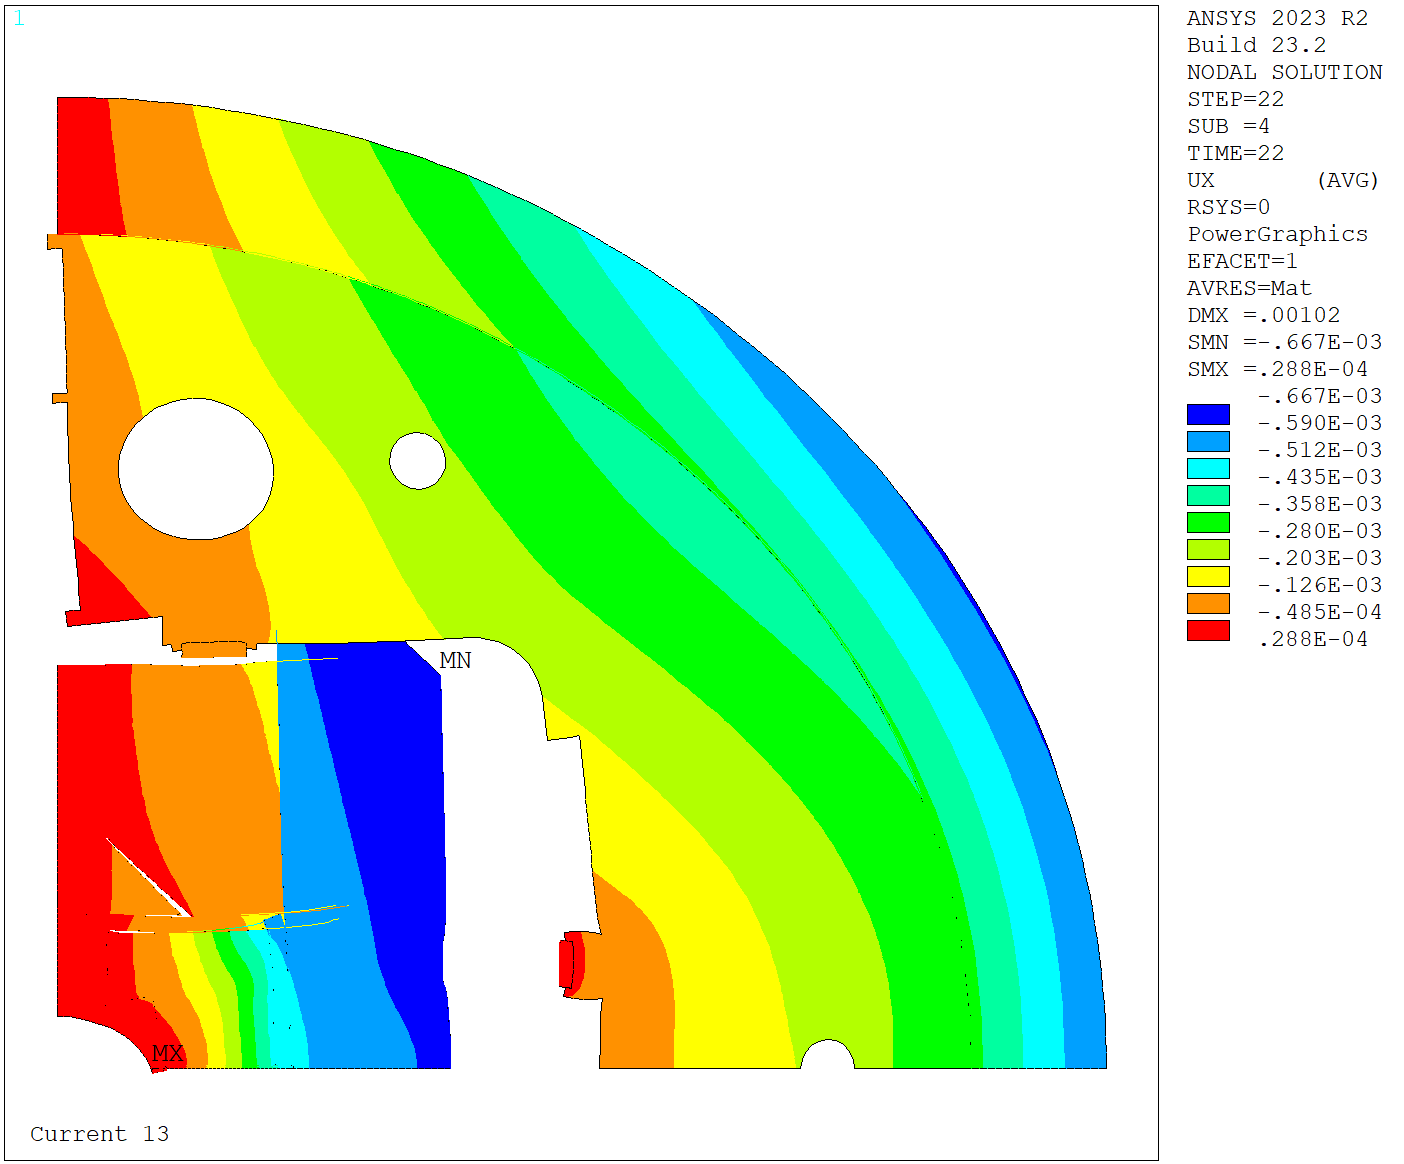 1
ANSYS 2023 R2
Build 23.2
NODAL SOLUTION
STEP=22
SUB =4
TIME=22
UX (AVG)
RSYS=0
PowerGraphics
EFACET=1
AVRES=Mat
DMX =.00102
SMN =-.667E-03
SMX =.288E-04
-.667E-03
-.590E-03
-.512E-03
-.435E-03
-.358E-03
-.280E-03
-.203E-03
-.126E-03
-.485E-04
.288E-04
MN
MX
Current 13